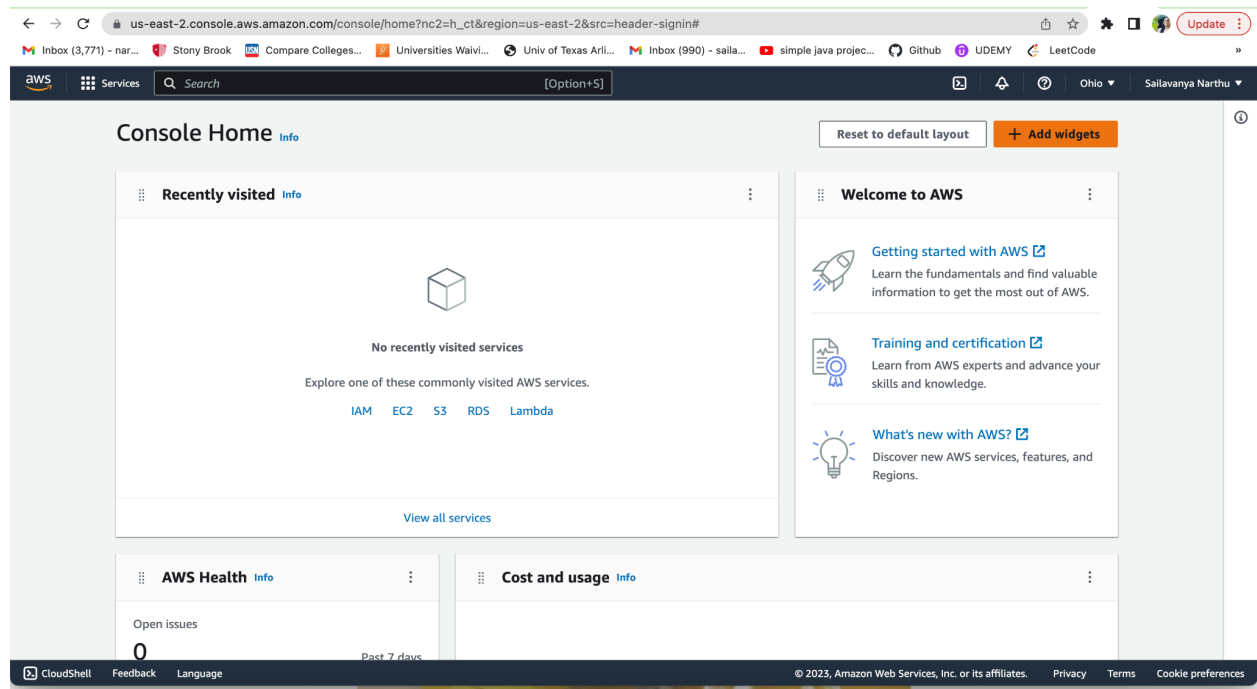 us-east-2.console.aws.amazon.com/console/home?nc2=h_ct&region=us-east-2&src=header-signin#
Update
Inbox (3,771) - nar...
Stony Brook
Compare Colleges...
Universities Waivi...
Univ of Texas Arli...
Inbox (990) - saila...
simple java projec...
Github
UDEMY
LeetCode
»
aws
Services
Search
[Option+S]
Ohio
Sailavanya Narthu
Console Home Info
Reset to default layout
+ Add widgets
Recently visited Info
No recently visited services
Explore one of these commonly visited AWS services.
IAM EC2 S3 RDS Lambda
View all services
Welcome to AWS
Getting started with AWS
Learn the fundamentals and find valuable
information to get the most out of AWS.
Training and certification
Learn from AWS experts and advance your
skills and knowledge.
What's new with AWS?
Discover new AWS services, features, and
Regions.
AWS Health Info
Open issues
0
Past 7 days
Cost and usage Info
CloudShell
Feedback
Language
© 2023, Amazon Web Services, Inc. or its affiliates.
Privacy
Terms
Cookie preferences